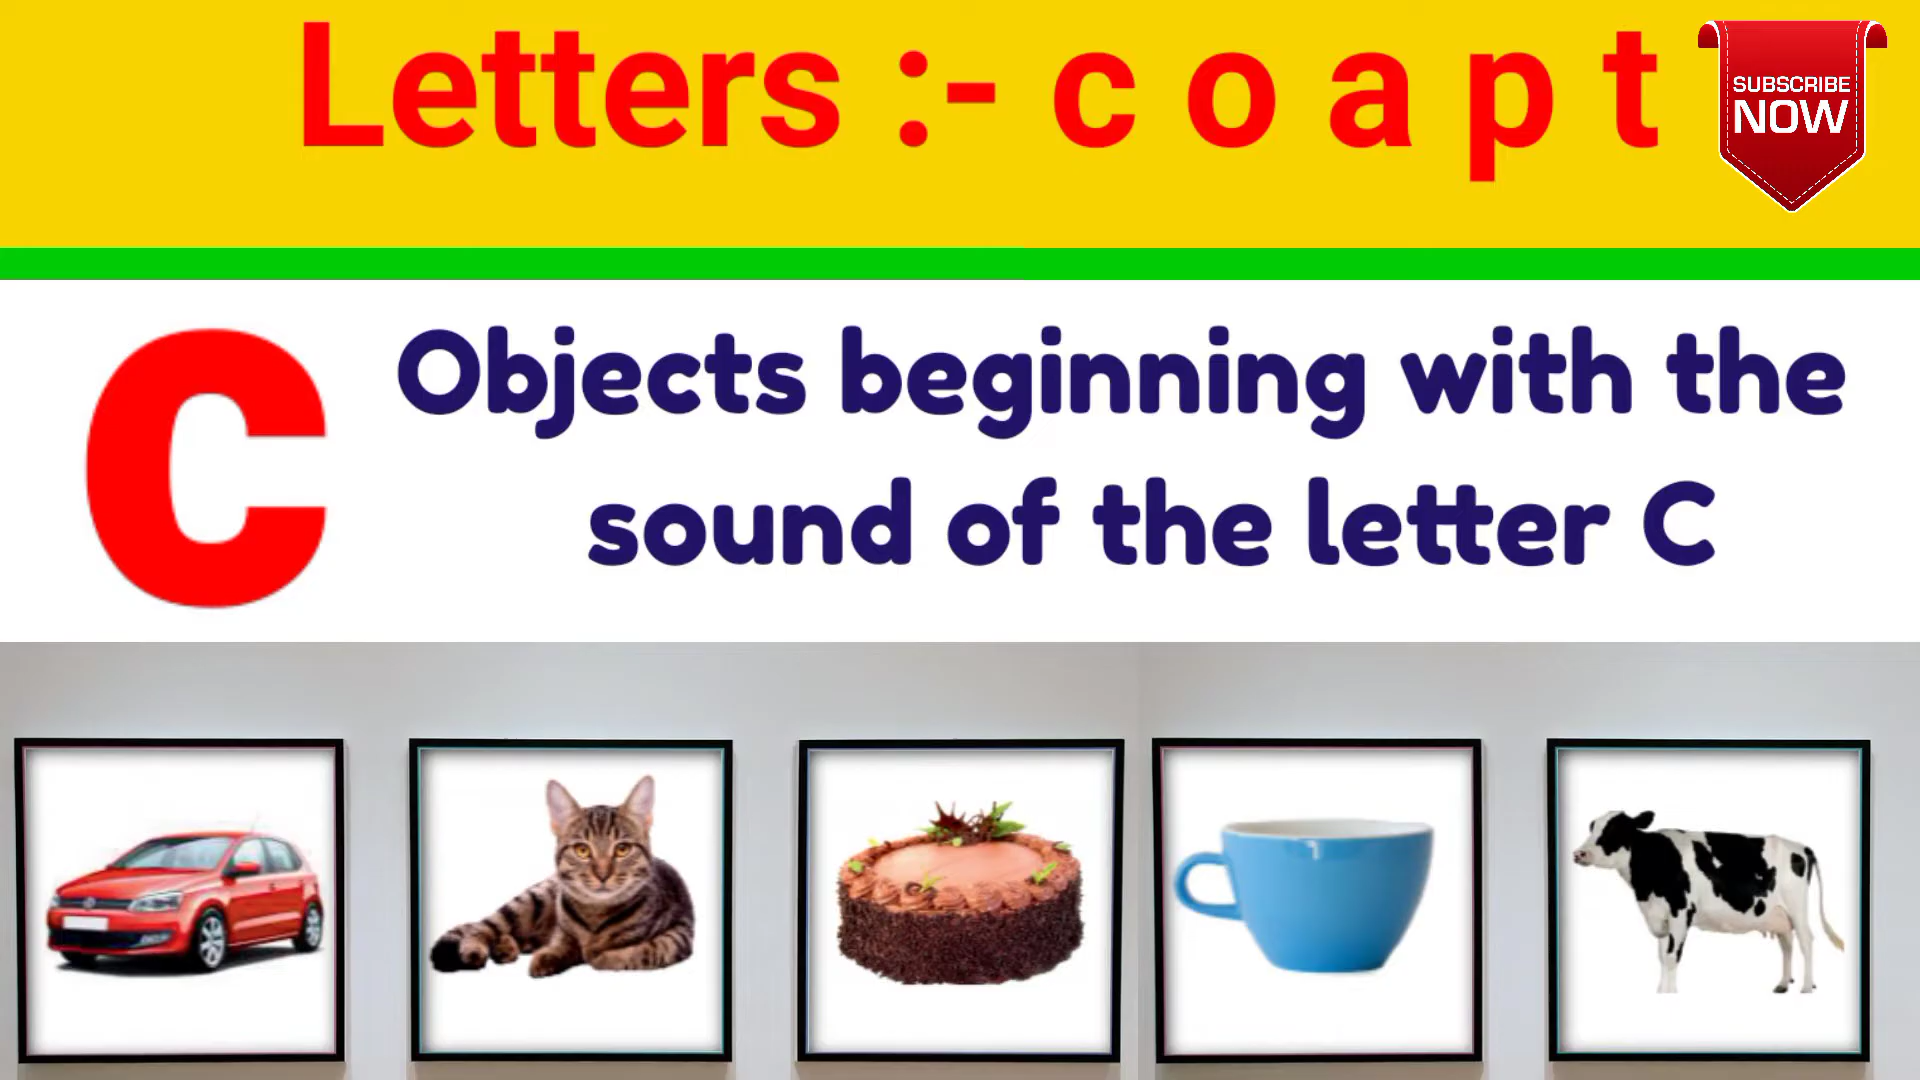 Letters :- c o a p t
SUBSCRIBE
NOW
c
Objects beginning with the
sound of the letter C